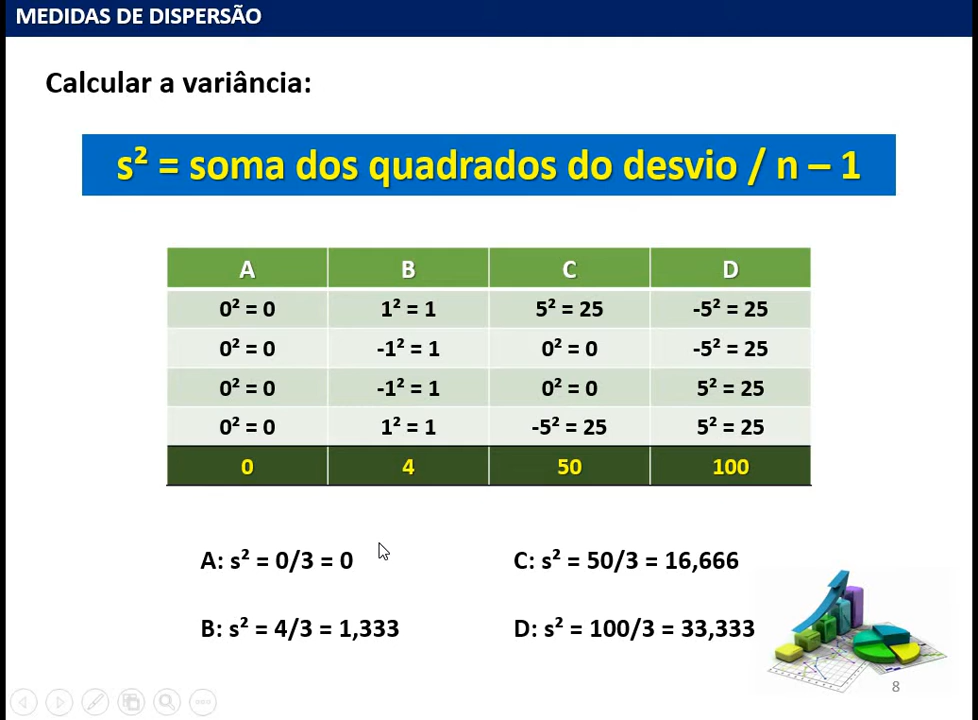 MEDIDAS DE DISPERSÃO
Calcular a variância:
s² = soma dos quadrados do desvio / n – 1
A B C D
0² = 0 1² = 1 5² = 25 -5² = 25
0² = 0 -1² = 1 0² = 0 -5² = 25
0² = 0 -1² = 1 0² = 0 5² = 25
0² = 0 1² = 1 -5² = 25 5² = 25
0 4 50 100
A: s² = 0/3 = 0 C: s² = 50/3 = 16,666
B: s² = 4/3 = 1,333 D: s² = 100/3 = 33,333
8